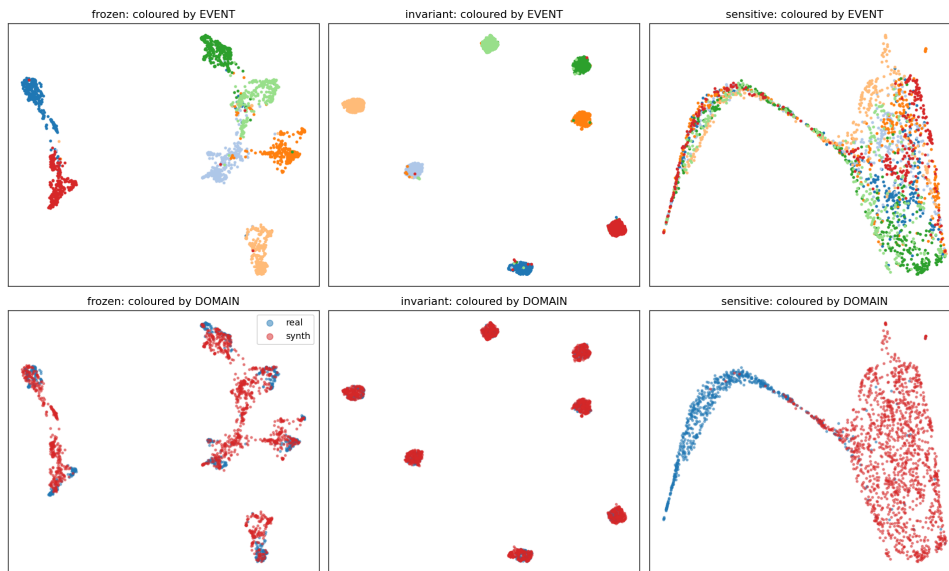 frozen: coloured by EVENT
invariant: coloured by EVENT
sensitive: coloured by EVENT
frozen: coloured by DOMAIN
real
synth
invariant: coloured by DOMAIN
sensitive: coloured by DOMAIN